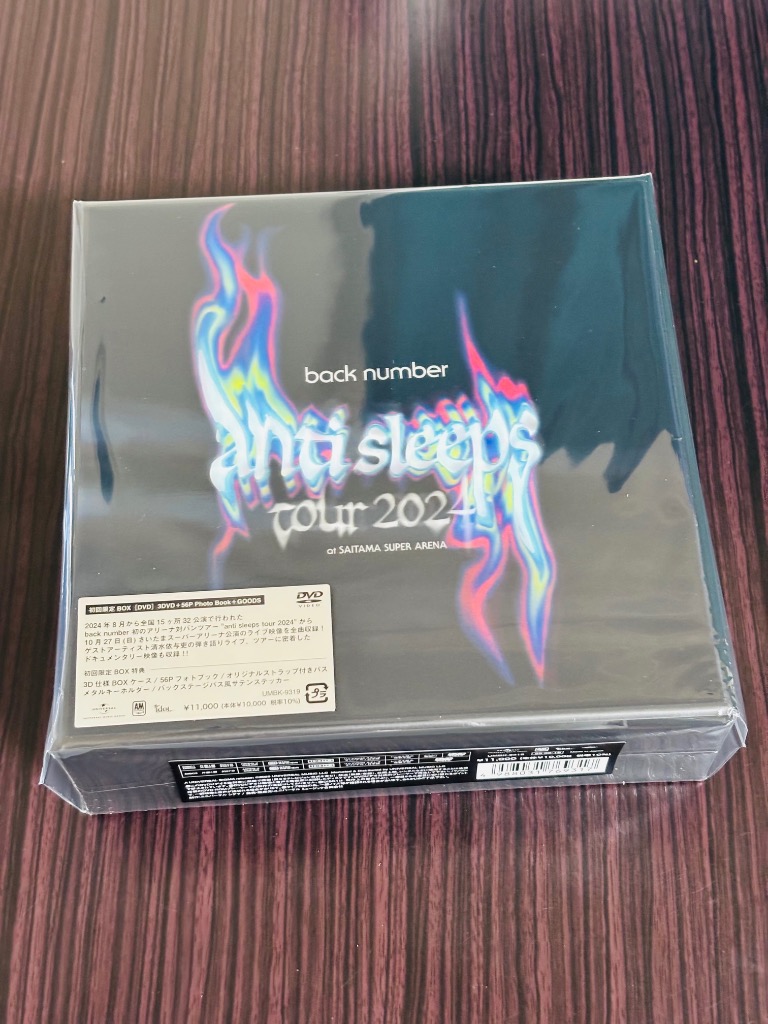 back number
anti sleeps
tour 2024
at SAITAMA SUPER ARENA
初回限定 BOX [DVD] 3DVD+56P Photo Book+GOODS
DVD
VIDEO
2024年8月から全国15ヶ所32公演で行われた
back number 初のアリーナ対バンツアー "anti sleeps tour 2024" から
10月27日(日)さいたまスーパーアリーナ公演のライブ映像を全曲収録!
ゲストアーティスト清水依与吏の弾き語りライブ、ツアーに密着した
ドキュメンタリー映像も収録!!
初回限定 BOX 特典
3D仕様BOXケース / 56Pフォトブック / オリジナルストラップ付きパス
メタルキーホルダー / バックステージパス風サテンステッカー
UMBK-9319
UNIVERSAL
A&M
¥11,000 (本体¥10,000 税率10%)
プラ
¥11,000